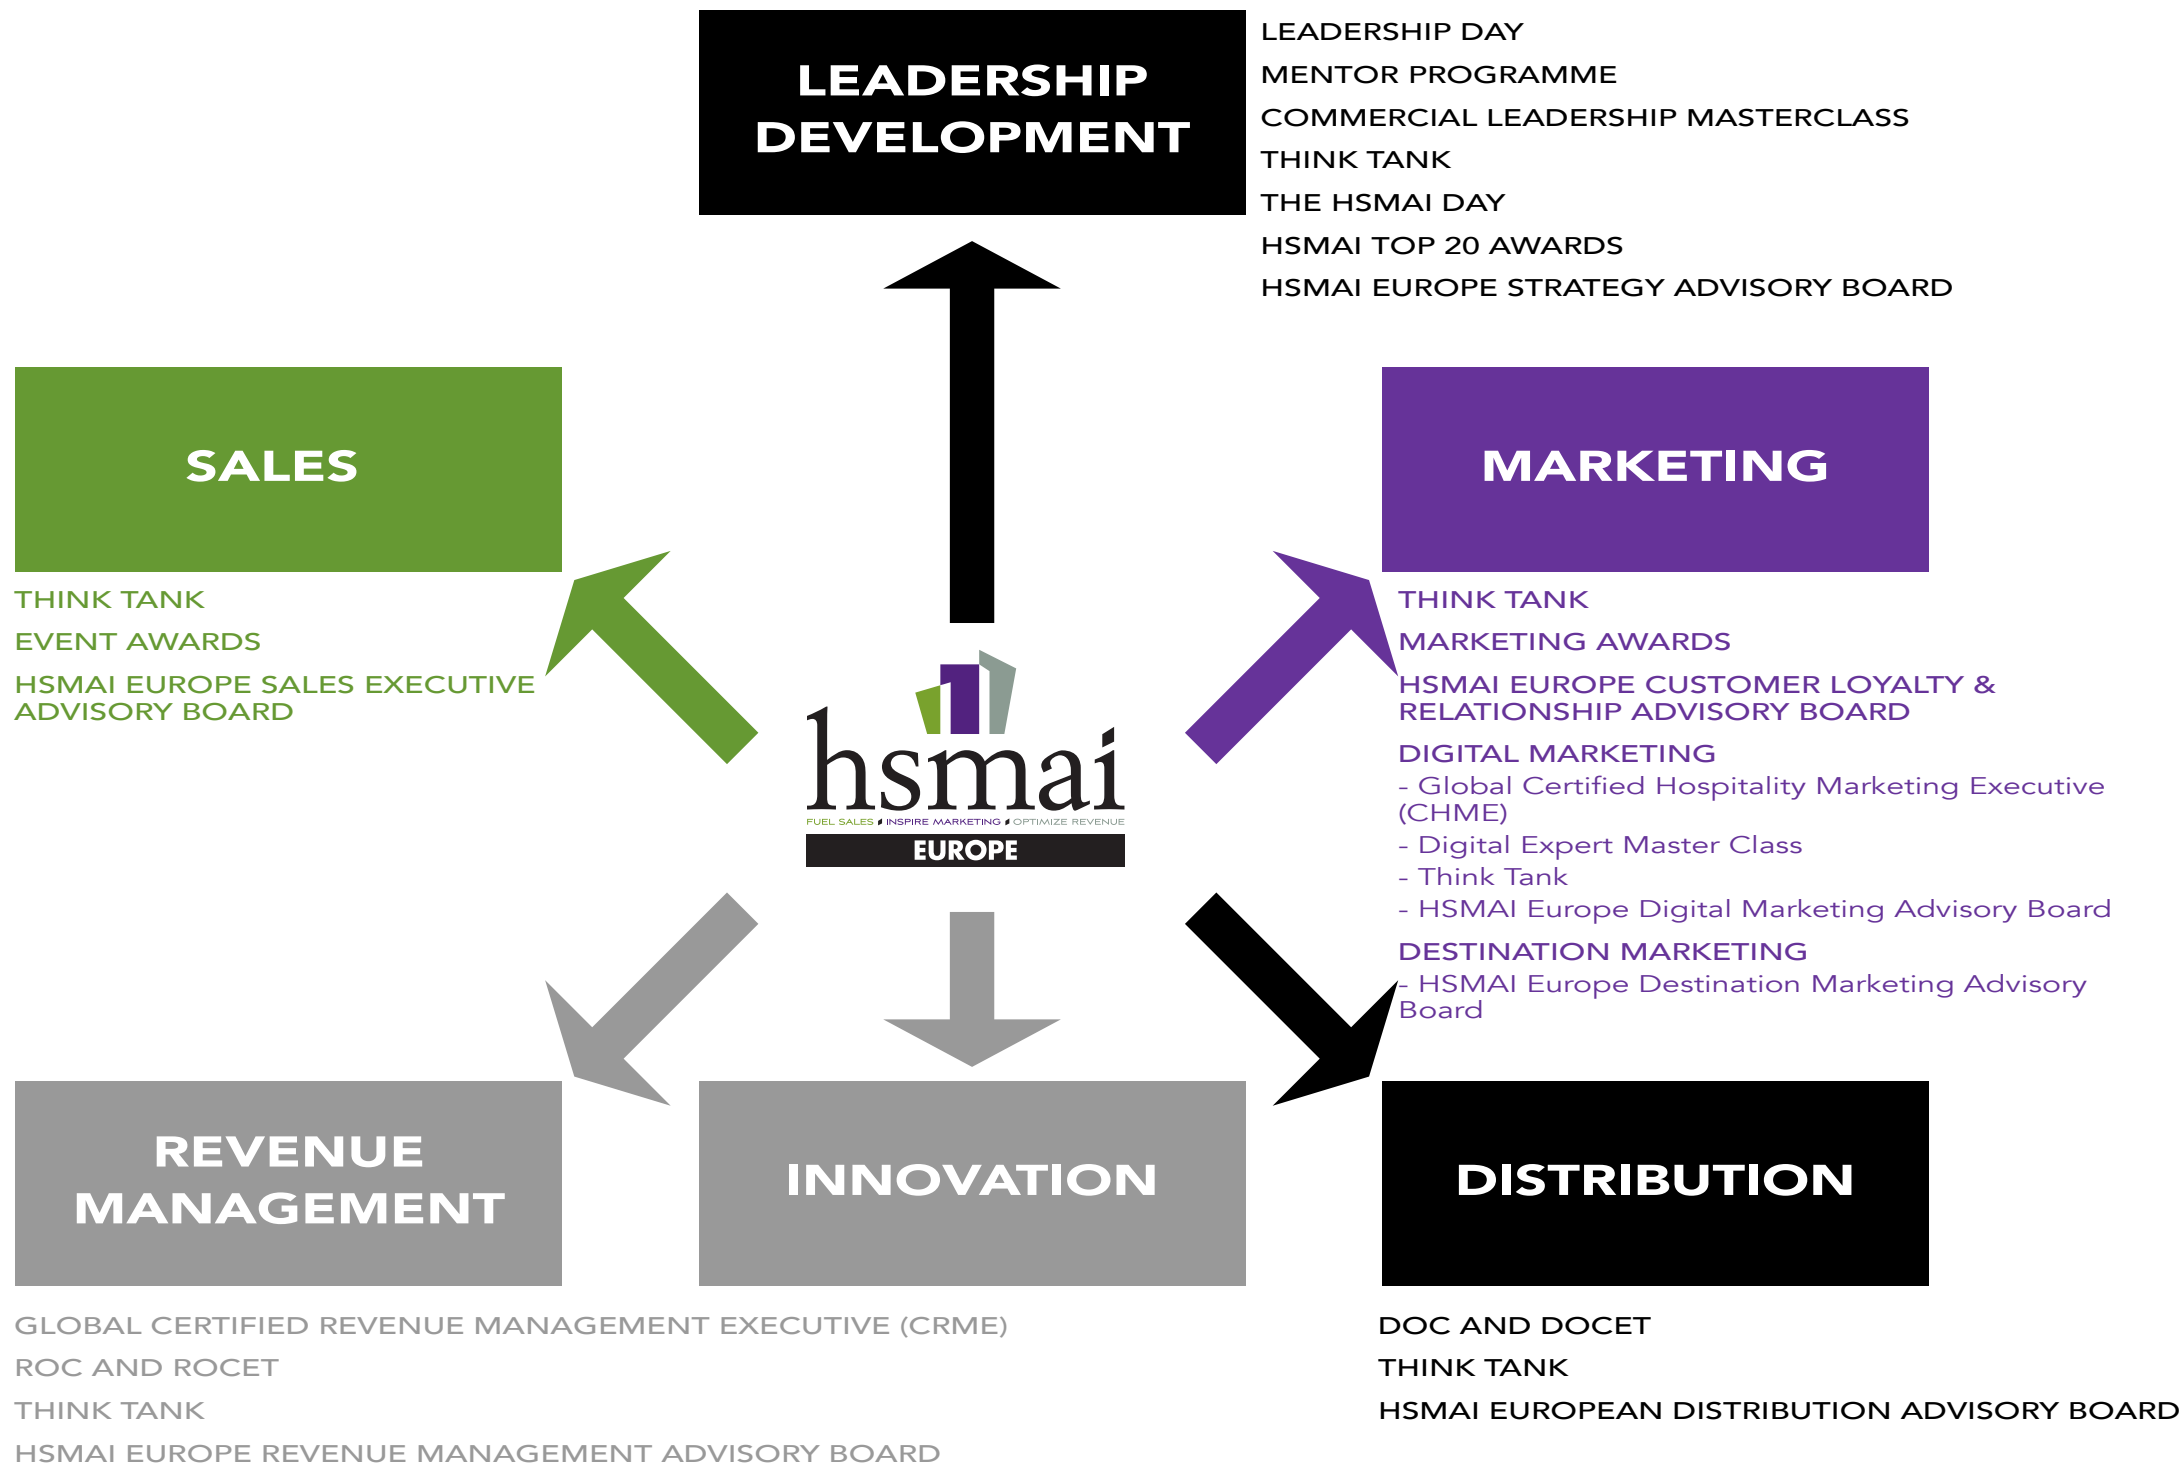 LEADERSHIP
DEVELOPMENT
LEADERSHIP DAY
MENTOR PROGRAMME
COMMERCIAL LEADERSHIP MASTERCLASS
THINK TANK
THE HSMAI DAY
HSMAI TOP 20 AWARDS
HSMAI EUROPE STRATEGY ADVISORY BOARD
SALES
THINK TANK
EVENT AWARDS
HSMAI EUROPE SALES EXECUTIVE
ADVISORY BOARD
MARKETING
THINK TANK
MARKETING AWARDS
HSMAI EUROPE CUSTOMER LOYALTY &
RELATIONSHIP ADVISORY BOARD
DIGITAL MARKETING
- Global Certified Hospitality Marketing Executive
(CHME)
- Digital Expert Master Class
- Think Tank
- HSMAI Europe Digital Marketing Advisory Board
DESTINATION MARKETING
- HSMAI Europe Destination Marketing Advisory
Board
hsmai
FUEL SALES INSPIRE MARKETING OPTIMIZE REVENUE
EUROPE
REVENUE
MANAGEMENT
GLOBAL CERTIFIED REVENUE MANAGEMENT EXECUTIVE (CRME)
ROC AND ROCET
THINK TANK
HSMAI EUROPE REVENUE MANAGEMENT ADVISORY BOARD
INNOVATION
DISTRIBUTION
DOC AND DOCET
THINK TANK
HSMAI EUROPEAN DISTRIBUTION ADVISORY BOARD